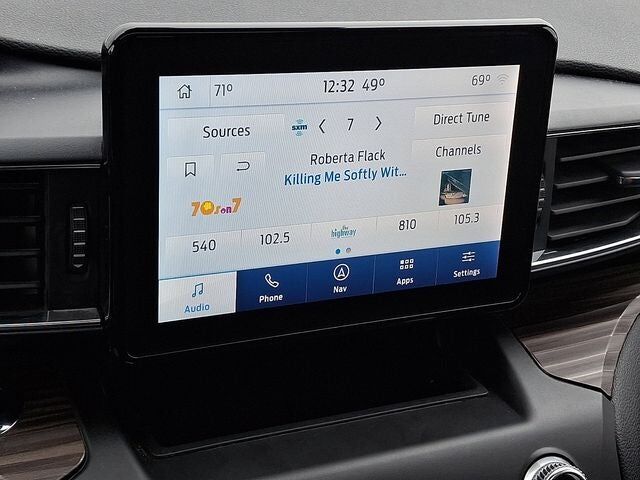 71° 12:32 49° 69°
Sources sxm < 7 > Direct Tune
Channels
Roberta Flack
Killing Me Softly Wit...
70s on 7
540 102.5 the highway 810 105.3
Audio Phone Nav Apps Settings